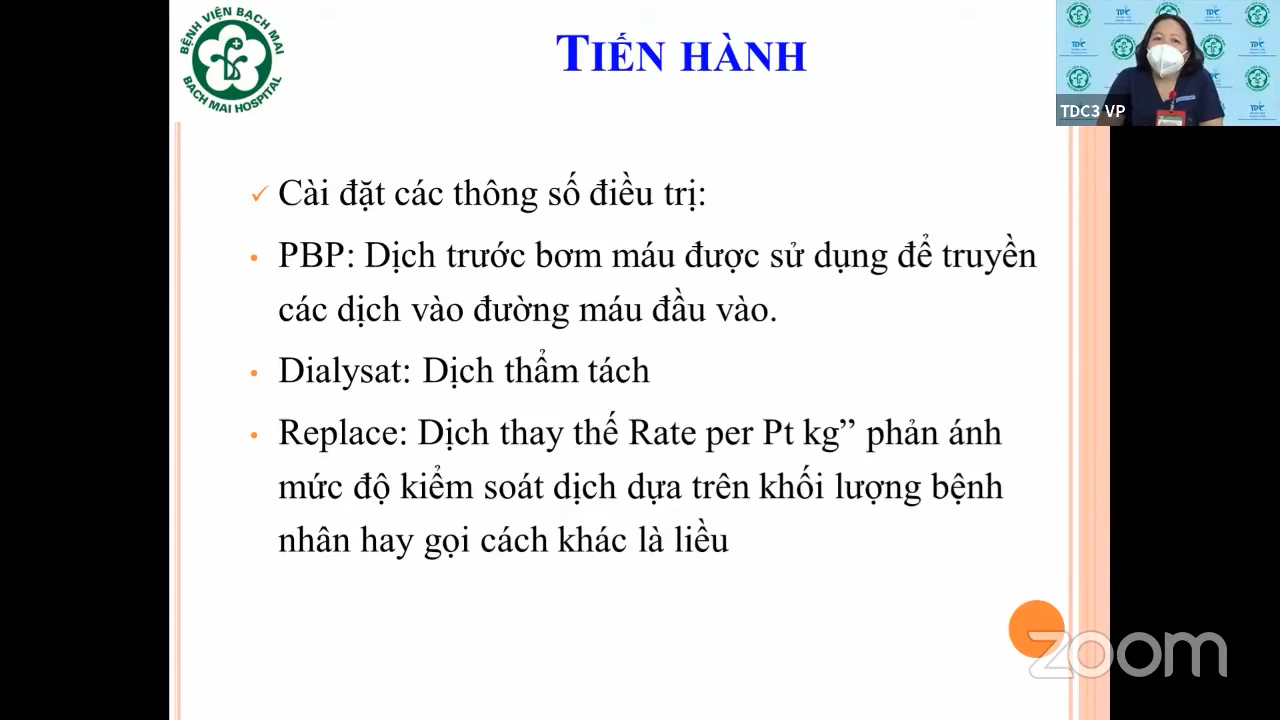 BỆNH VIỆN BẠCH MAI
BACH MAI HOSPITAL
TIẾN HÀNH
TDC3 VP
✓ Cài đặt các thông số điều trị:
• PBP: Dịch trước bơm máu được sử dụng để truyền
các dịch vào đường máu đầu vào.
• Dialysat: Dịch thẩm tách
• Replace: Dịch thay thế Rate per Pt kg” phản ánh
mức độ kiểm soát dịch dựa trên khối lượng bệnh
nhân hay gọi cách khác là liều
zoom